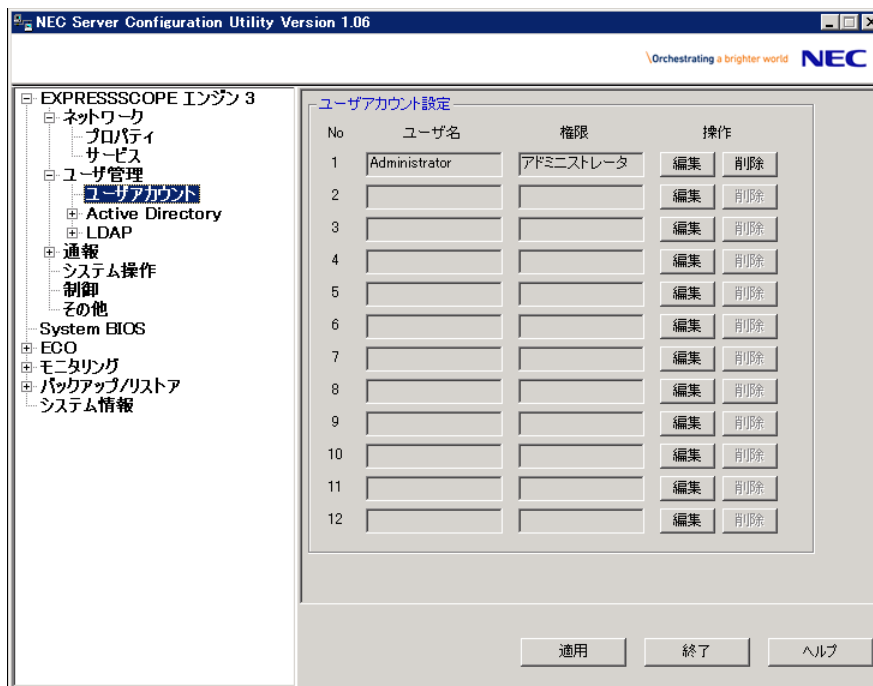 NEC Server Configuration Utility Version 1.06
\Orchestrating a brighter world NEC
EXPRESSSCOPE エンジン 3
ネットワーク
プロパティ
サービス
ユーザ管理
ユーザアカウント
Active Directory
LDAP
通報
システム操作
制御
その他
System BIOS
ECO
モニタリング
バックアップ/リストア
システム情報
ユーザアカウント設定
No ユーザ名 権限 操作
1 Administrator アドミニストレータ 編集 削除
2 編集 削除
3 編集 削除
4 編集 削除
5 編集 削除
6 編集 削除
7 編集 削除
8 編集 削除
9 編集 削除
10 編集 削除
11 編集 削除
12 編集 削除
適用 終了 ヘルプ